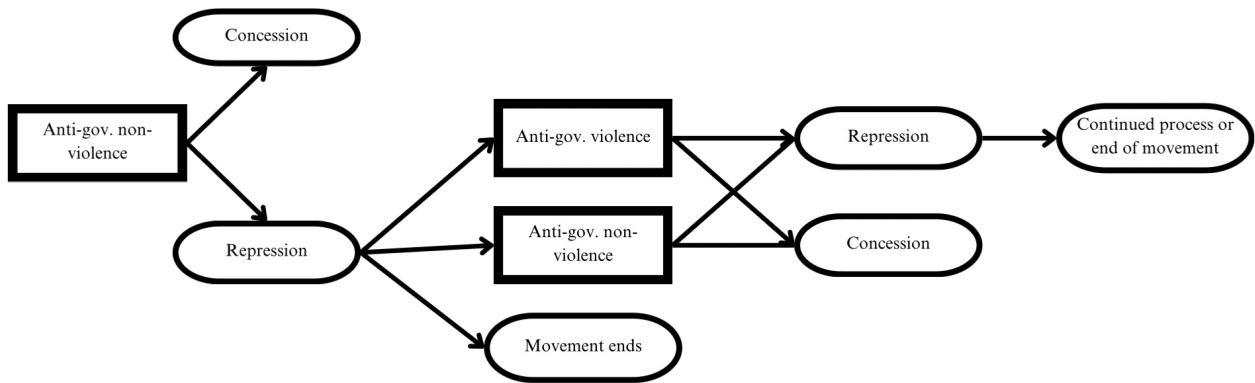 Concession
Anti-gov. non-
violence
Repression
Anti-gov. violence
Anti-gov. non-
violence
Movement ends
Repression
Concession
Continued process or
end of movement